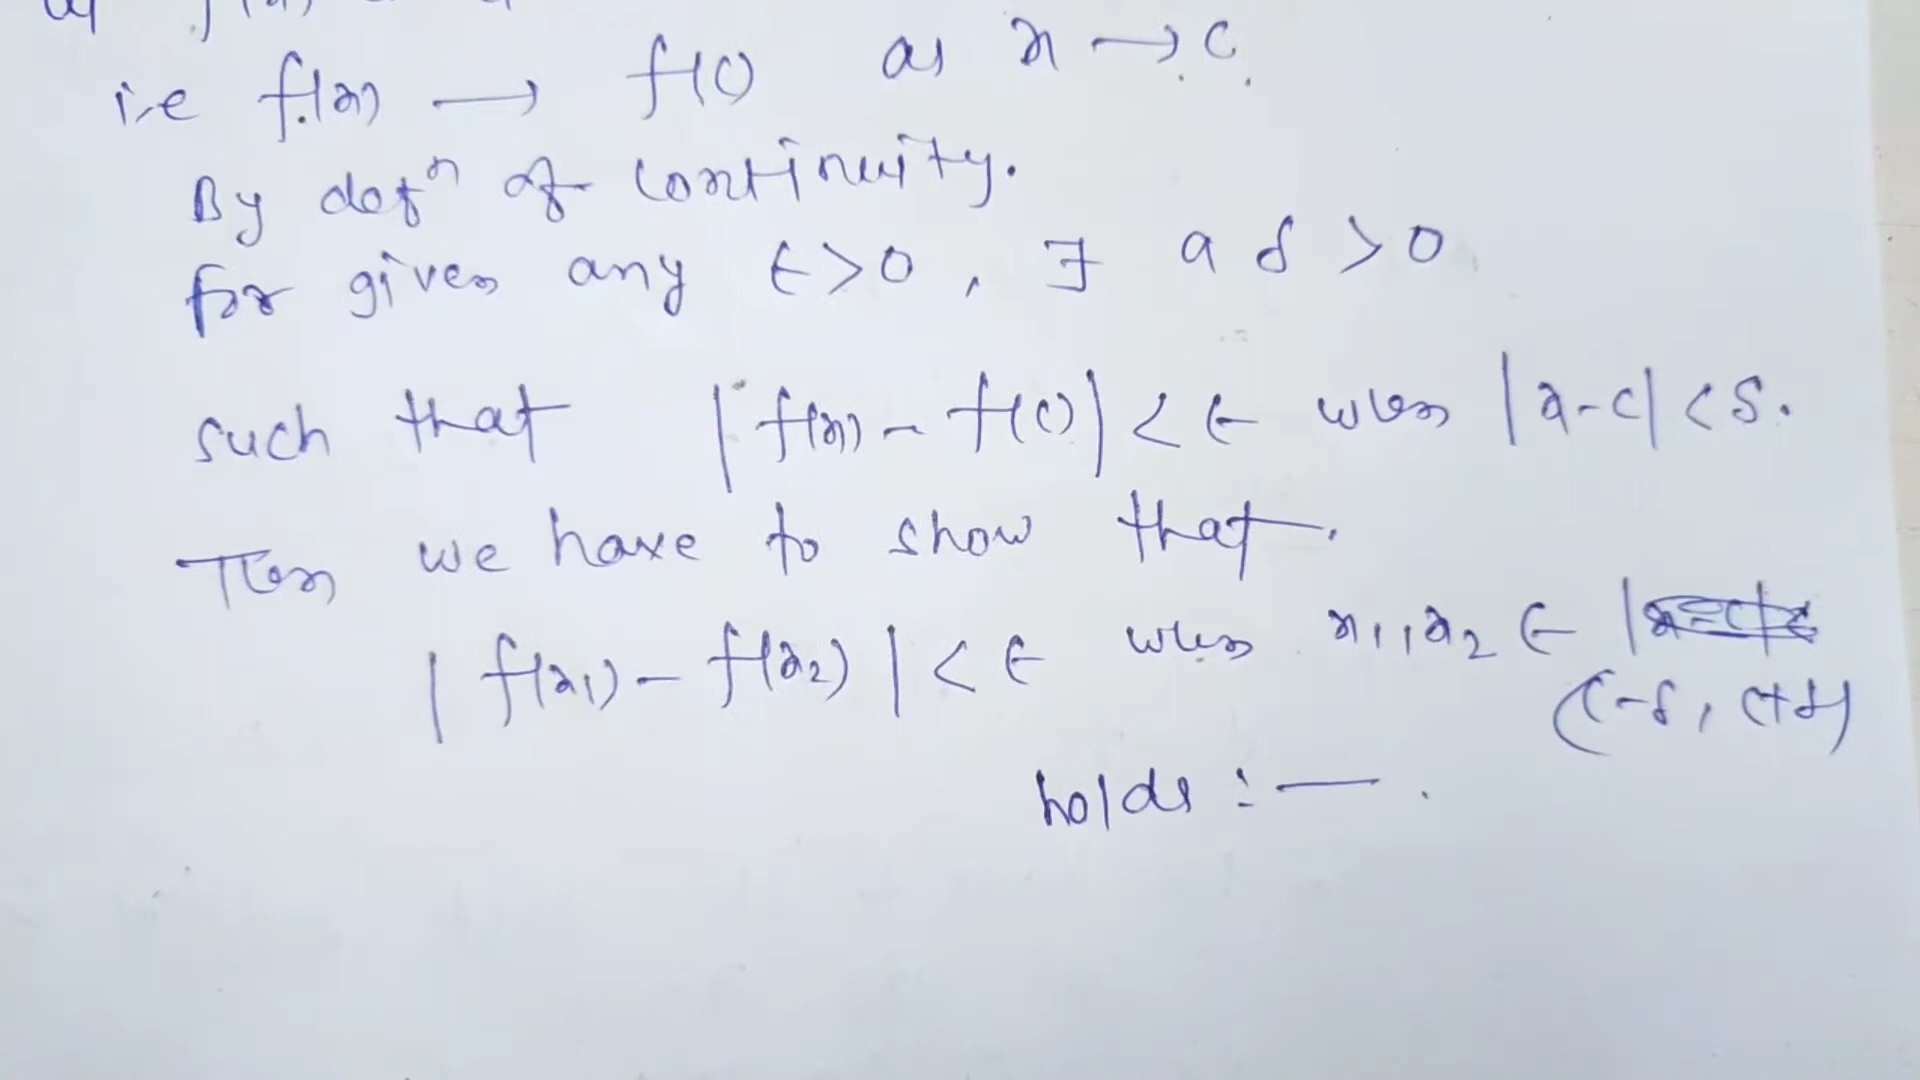 i.e f(x) → f(c) as x → c.
By defⁿ of continuity.
for given any ε>0, ∃ a δ >0
such that |f(x) - f(c)| < ε when |x-c| < δ.
Then we have to show that.
|f(x₁) - f(x₂)| < ε when x₁, x₂ ∈
(c-δ, c+δ)
holds :— .